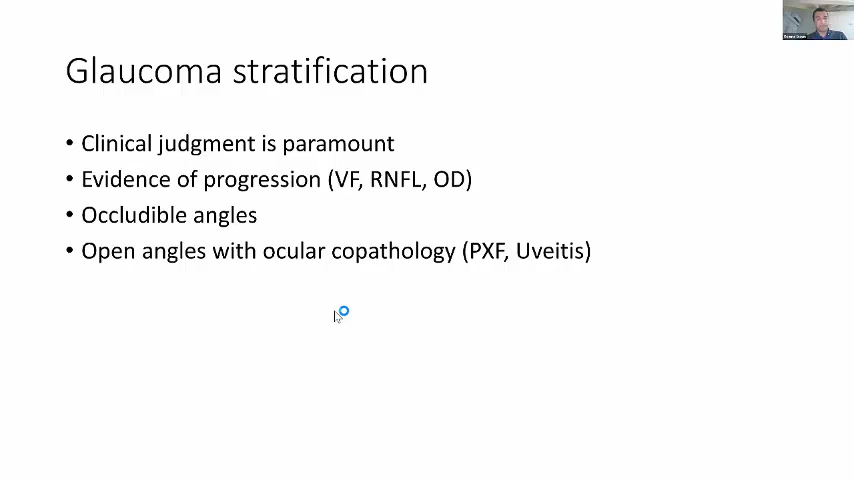 Glaucoma stratification
• Clinical judgment is paramount
• Evidence of progression (VF, RNFL, OD)
• Occludible angles
• Open angles with ocular copathology (PXF, Uveitis)